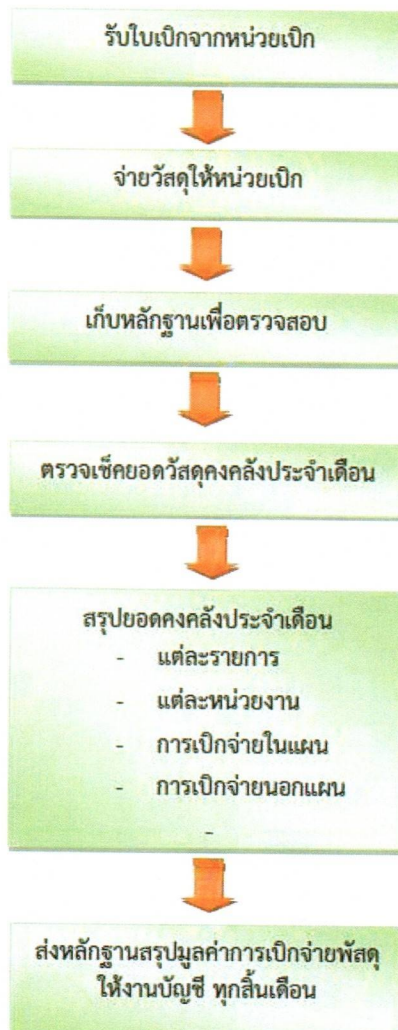 รับใบเบิกจากหน่วยเบิก
จ่ายวัสดุให้หน่วยเบิก
เก็บหลักฐานเพื่อตรวจสอบ
ตรวจเช็คยอดวัสดุคงคลังประจำเดือน
สรุปยอดคงคลังประจำเดือน
- แต่ละรายการ
- แต่ละหน่วยงาน
- การเบิกจ่ายในแผน
- การเบิกจ่ายนอกแผน
-
ส่งหลักฐานสรุปมูลค่าการเบิกจ่ายพัสดุ
ให้งานบัญชี ทุกสิ้นเดือน